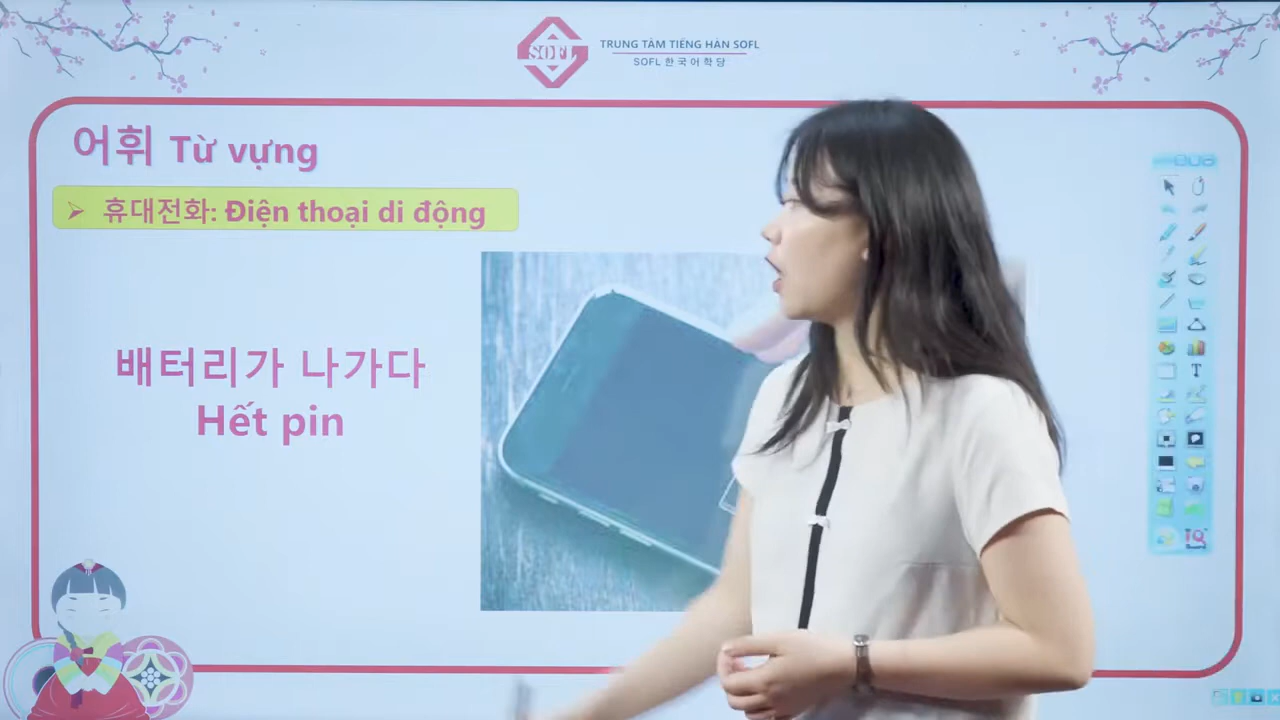 SOFL
TRUNG TÂM TIẾNG HÀN SOFL
SOFL 한국어학당
어휘 Từ vựng
➢ 휴대전화: Điện thoại di động
배터리가 나가다
Hết pin